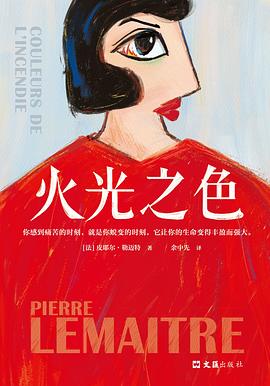 COULEURS DE
L'INCENDIE
火光之色
你感到痛苦的时刻，就是你蜕变的时刻，它让你的生命变得丰盈而强大。
[法] 皮耶尔·勒迈特 著 余中先 译
PIERRE
LEMAITRE
文匯出版社